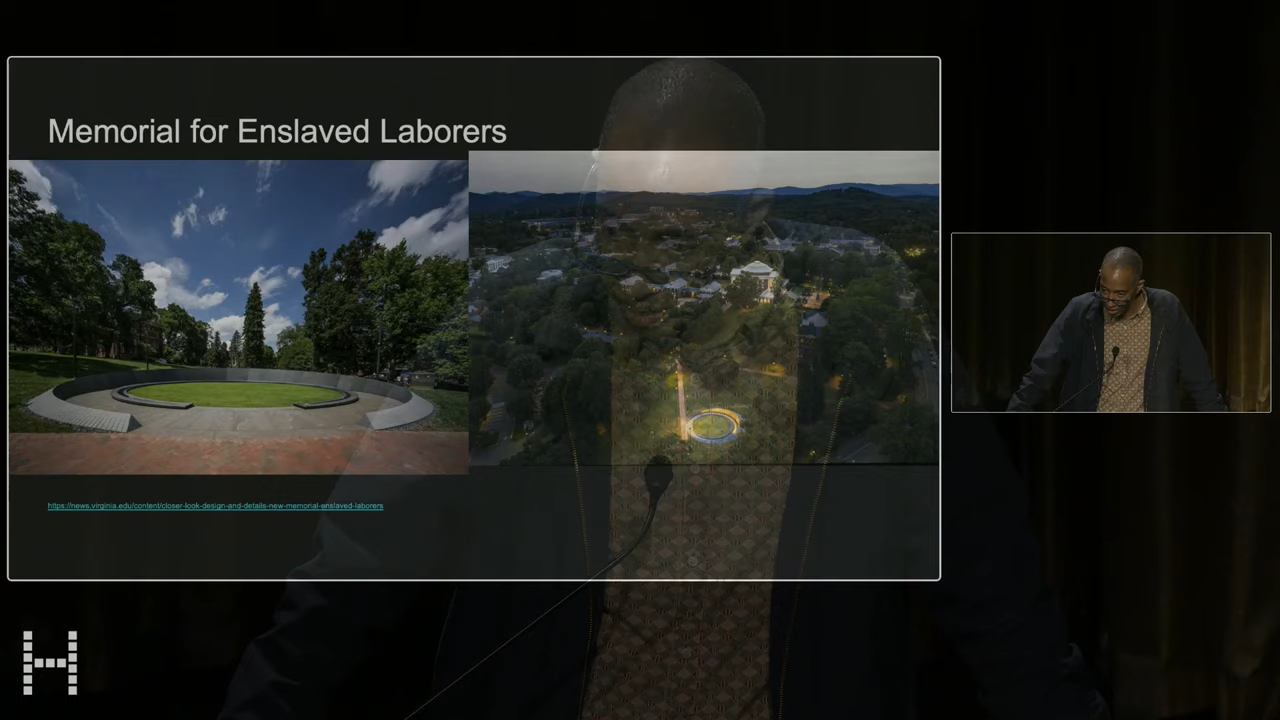 Memorial for Enslaved Laborers
https://news.virginia.edu/content/closer-look-design-and-details-new-memorial-enslaved-laborers
H